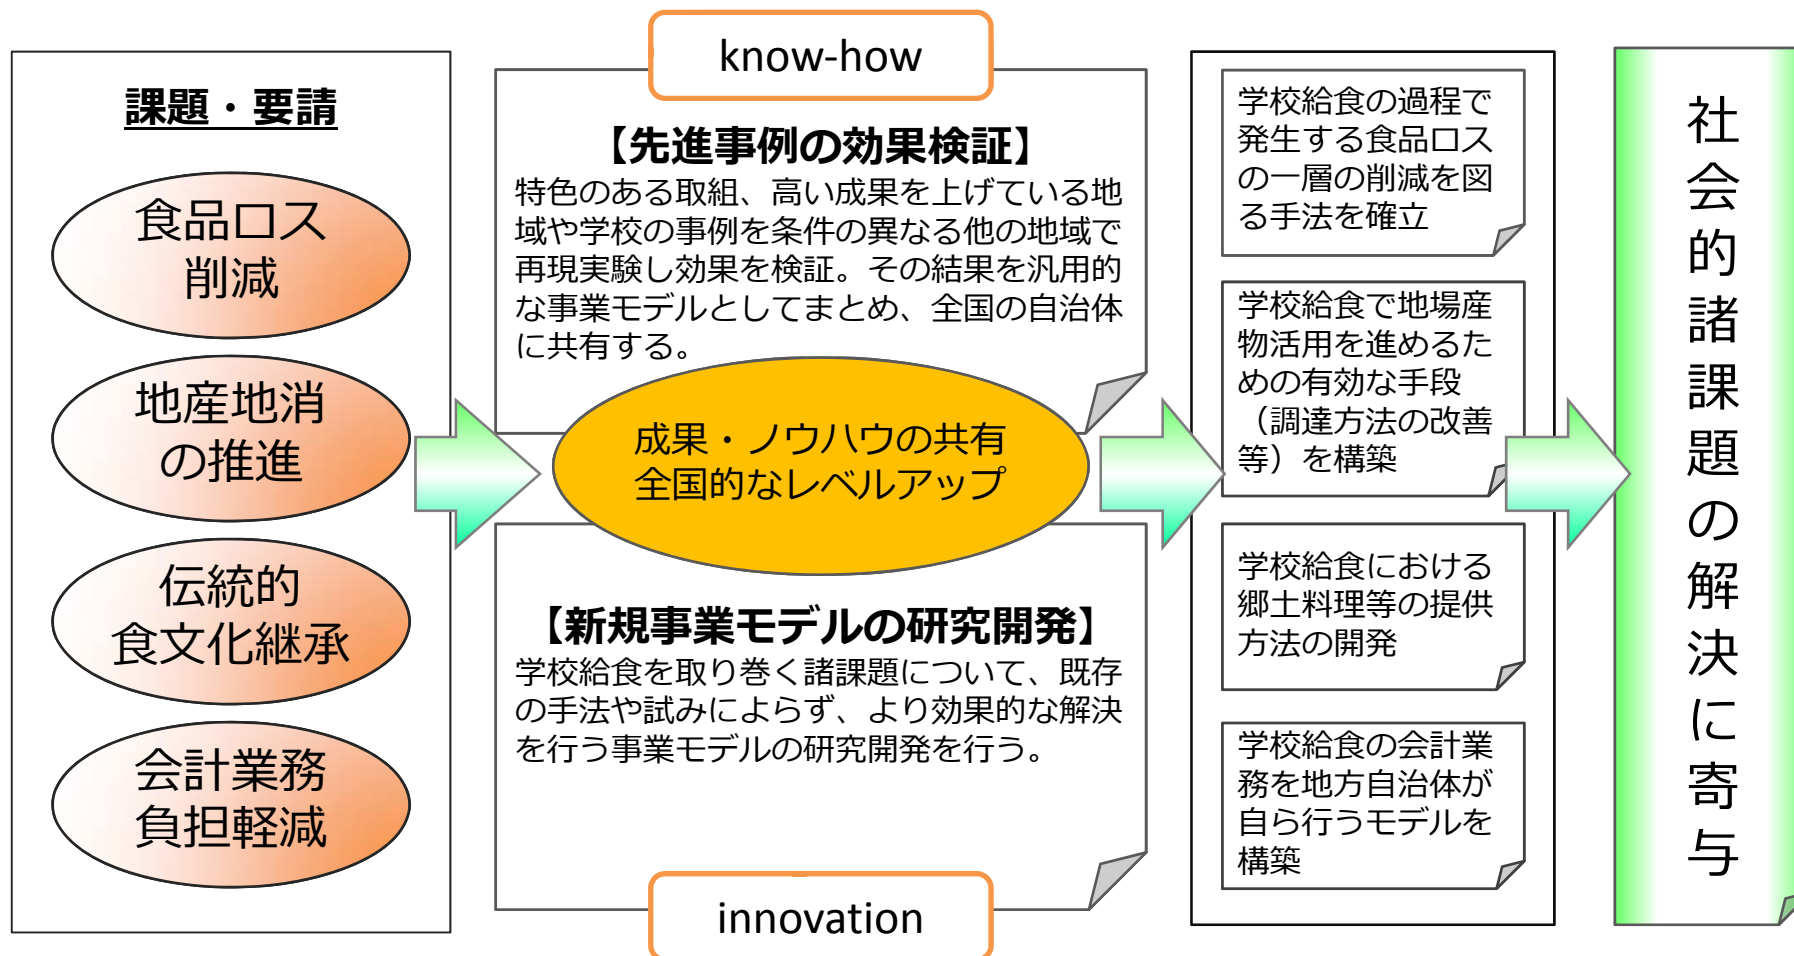 課題・要請
食品ロス
削減
地産地消
の推進
伝統的
食文化継承
会計業務
負担軽減
know-how
【先進事例の効果検証】
特色のある取組、高い成果を上げている地
域や学校の事例を条件の異なる他の地域で
再現実験し効果を検証。その結果を汎用的
な事業モデルとしてまとめ、全国の自治体
に共有する。
成果・ノウハウの共有
全国的なレベルアップ
【新規事業モデルの研究開発】
学校給食を取り巻く諸課題について、既存
の手法や試みによらず、より効果的な解決
を行う事業モデルの研究開発を行う。
innovation
学校給食の過程で
発生する食品ロス
の一層の削減を図
る手法を確立
学校給食で地場産
物活用を進めるた
めの有効な手段
（調達方法の改善
等）を構築
学校給食における
郷土料理等の提供
方法の開発
学校給食の会計業
務を地方自治体が
自ら行うモデルを
構築
社会的諸課題の解決に寄与